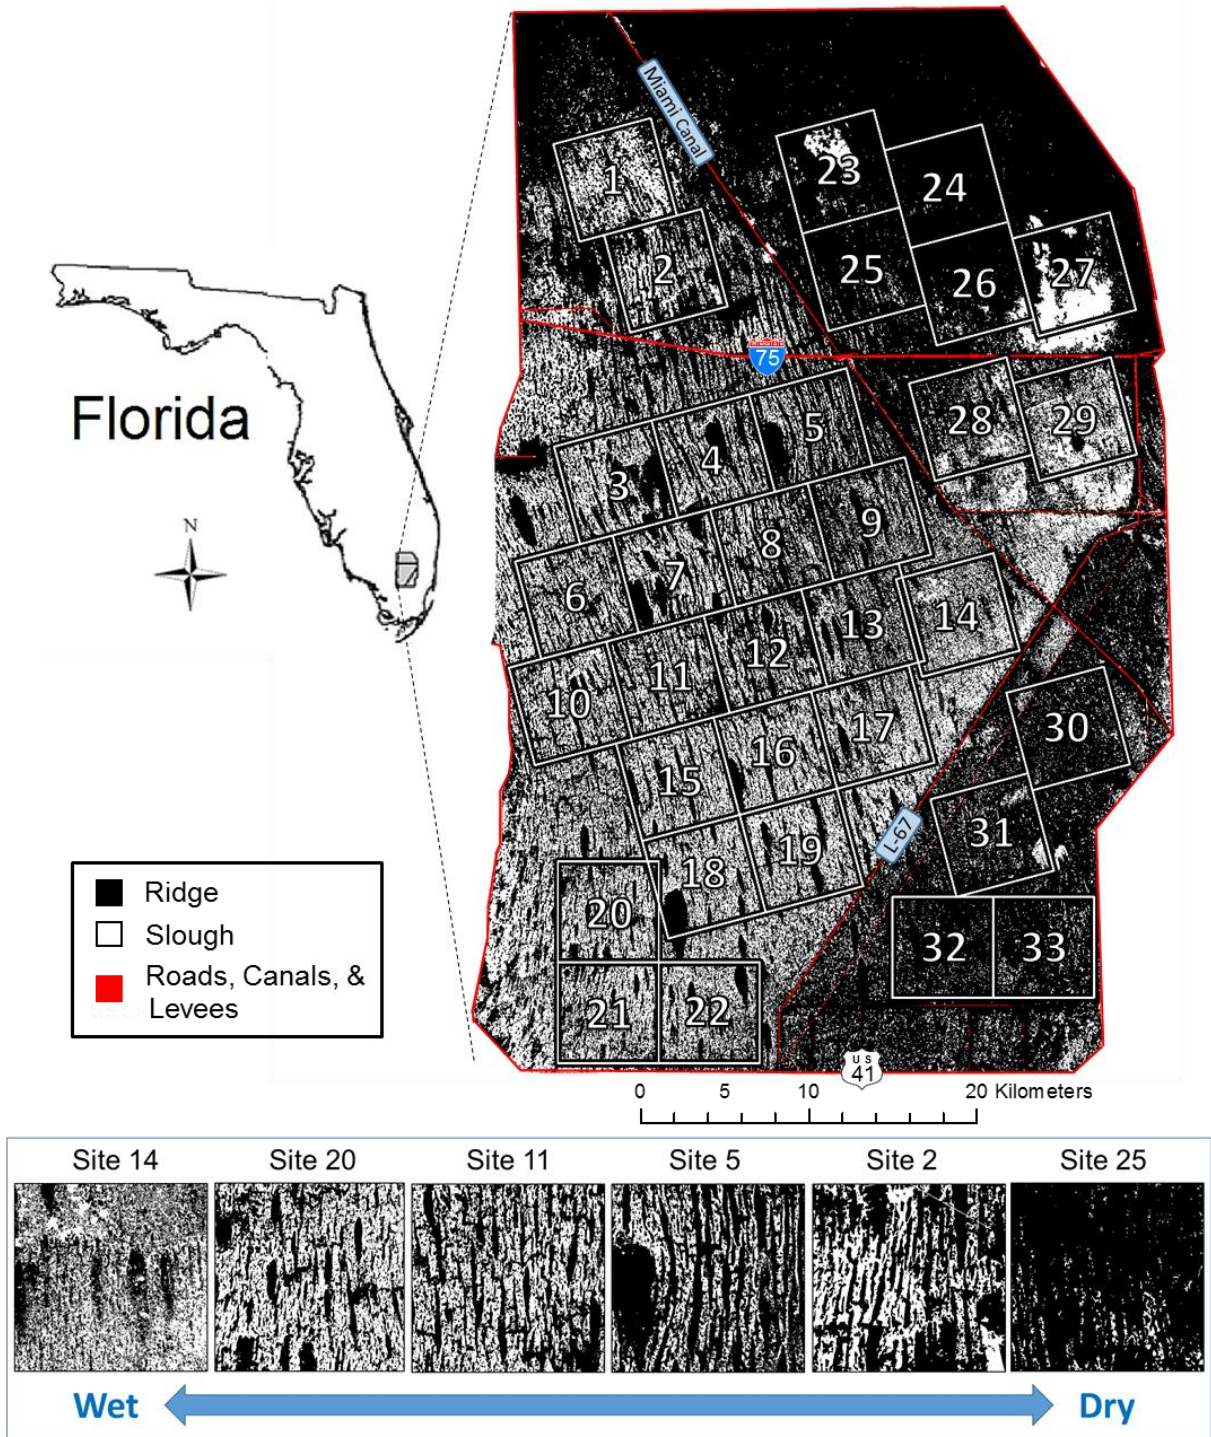 Miami Canal
1
23
24
2
25
26
27
INTERSTATE
75
Florida
5
28
29
4
3
9
8
7
6
14
13
12
11
10
N
30
17
16
15
31
L-67
19
18
Ridge
20
Slough
32
33
Roads, Canals, &
Levees
21
22
U S
41
0
5
10
20 Kilometers
Site 14
Site 20
Site 11
Site 5
Site 2
Site 25
Wet
Dry